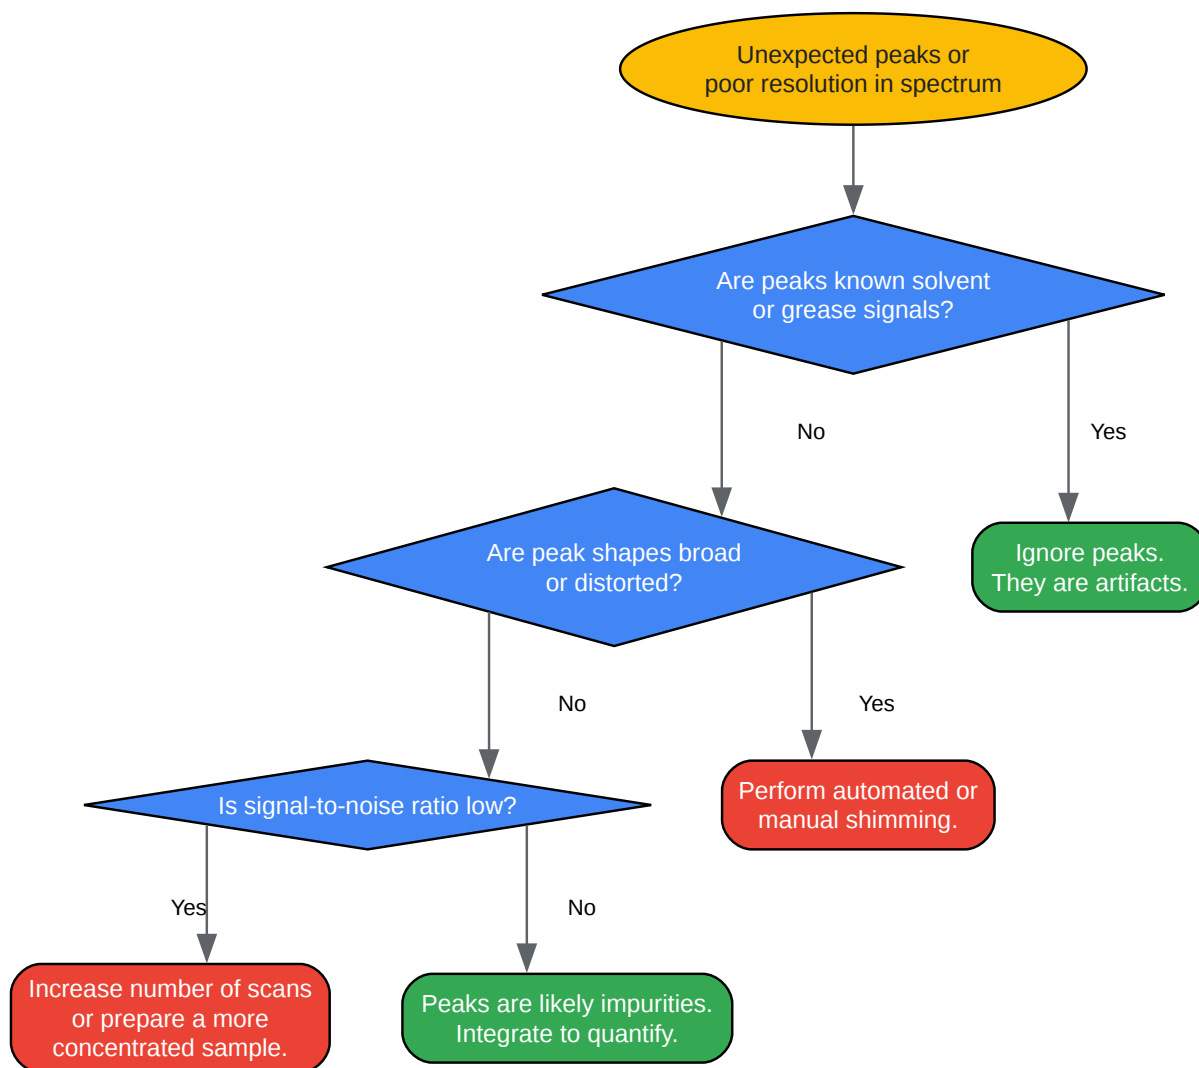 Unexpected peaks or
poor resolution in spectrum
Are peaks known solvent
or grease signals?
No
Yes
Are peak shapes broad
or distorted?
Ignore peaks.
They are artifacts.
No
Yes
Is signal-to-noise ratio low?
Perform automated or
manual shimming.
Yes
No
Increase number of scans
or prepare a more
concentrated sample.
Peaks are likely impurities.
Integrate to quantify.